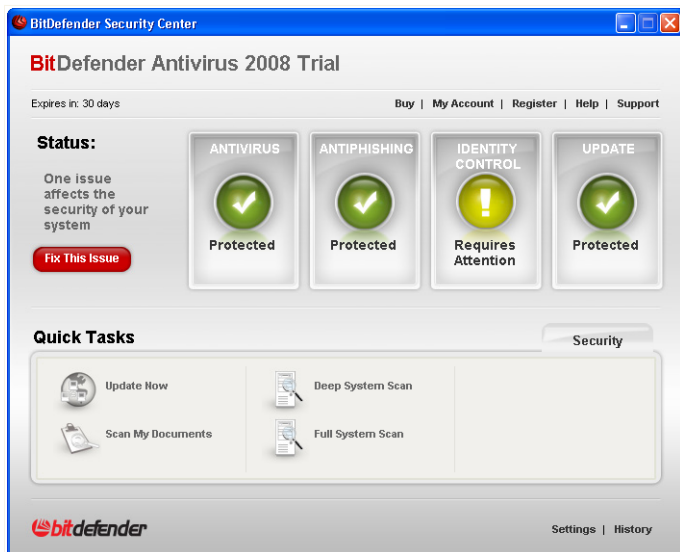 BitDefender Security Center
BitDefender Antivirus 2008 Trial
Expires in: 30 days
Buy | My Account | Register | Help | Support
Status:
One issue
affects the
security of your
system
Fix This Issue
ANTIVIRUS
Protected
ANTIPHISHING
Protected
IDENTITY
CONTROL
Requires
Attention
UPDATE
Protected
Quick Tasks
Security
Update Now
Deep System Scan
Scan My Documents
Full System Scan
bitdefender
Settings | History